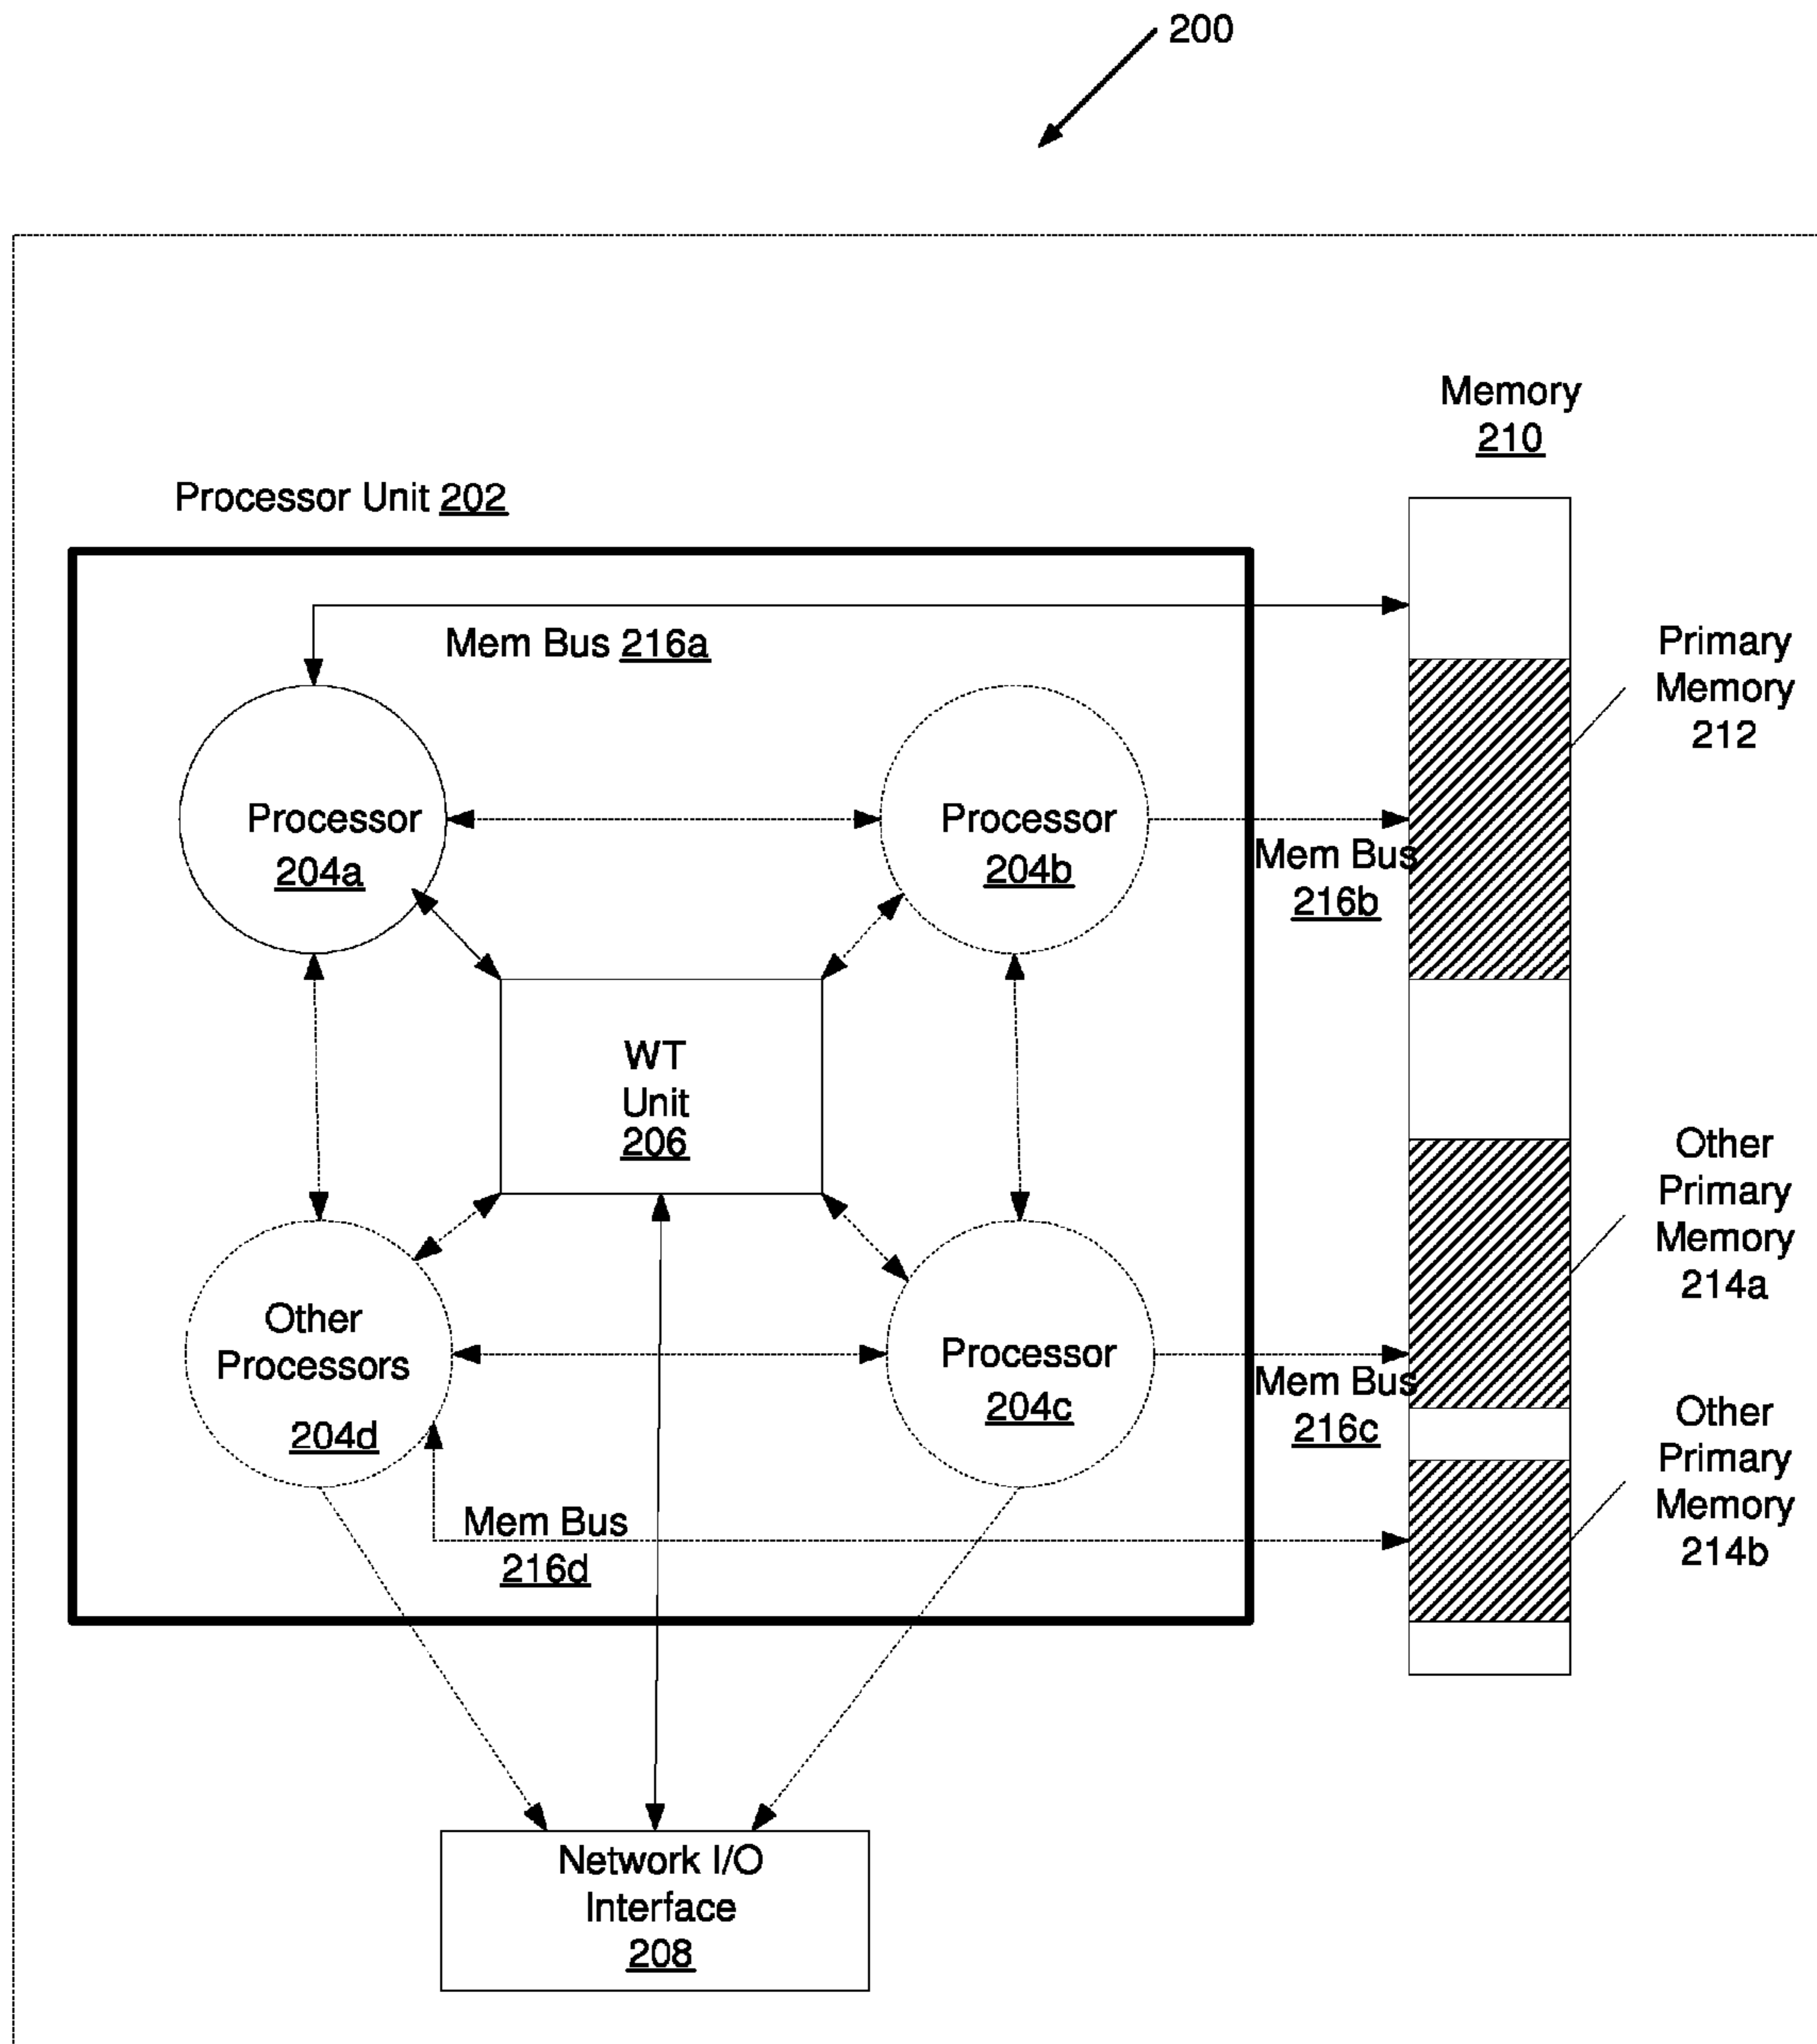 200
Memory
210
Processor Unit 202
Mem Bus 216a
Primary
Memory
212
Processor
204a
Processor
204b
Mem Bus
216b
WT
Unit
206
Other
Primary
Memory
214a
Other
Processors
204d
Processor
204c
Mem Bus
216c
Other
Primary
Memory
214b
Mem Bus
216d
Network I/O
Interface
208